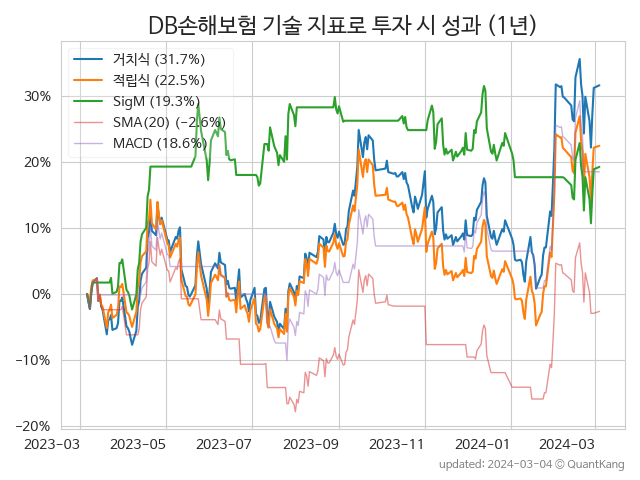 DB손해보험 기술 지표로 투자 시 성과 (1년)
거치식 (31.7%)
적립식 (22.5%)
SigM (19.3%)
SMA(20) (−2.6%)
MACD (18.6%)
30%
20%
10%
0%
−10%
−20%
2023-03 2023-05 2023-07 2023-09 2023-11 2024-01 2024-03
updated: 2024-03-04 © QuantKang